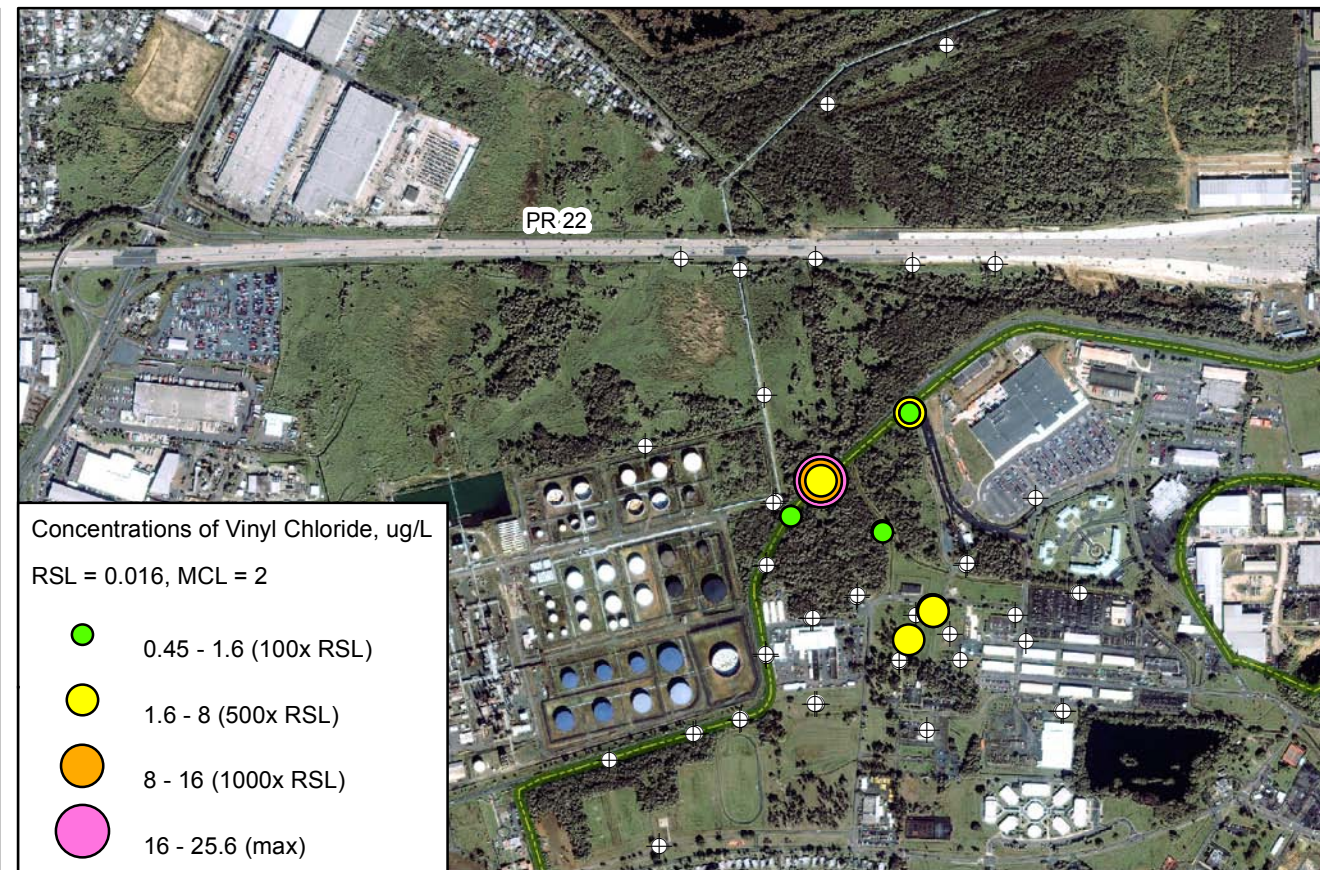 PR 22
Concentrations of Vinyl Chloride, ug/L
RSL = 0.016, MCL = 2
0.45 - 1.6 (100x RSL)
1.6 - 8 (500x RSL)
8 - 16 (1000x RSL)
16 - 25.6 (max)